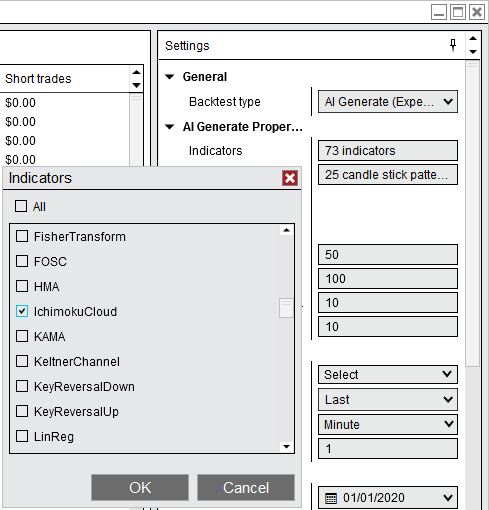 Settings
Short trades
$0.00
$0.00
$0.00
$0.00
General
Backtest type
AI Generate (Expe...
AI Generate Proper...
Indicators
73 indicators
25 candle stick patte...
50
100
10
10
Select
Last
Minute
1
01/01/2020
Indicators
All
FisherTransform
FOSC
HMA
IchimokuCloud
KAMA
KeltnerChannel
KeyReversalDown
KeyReversalUp
LinReg
OK
Cancel